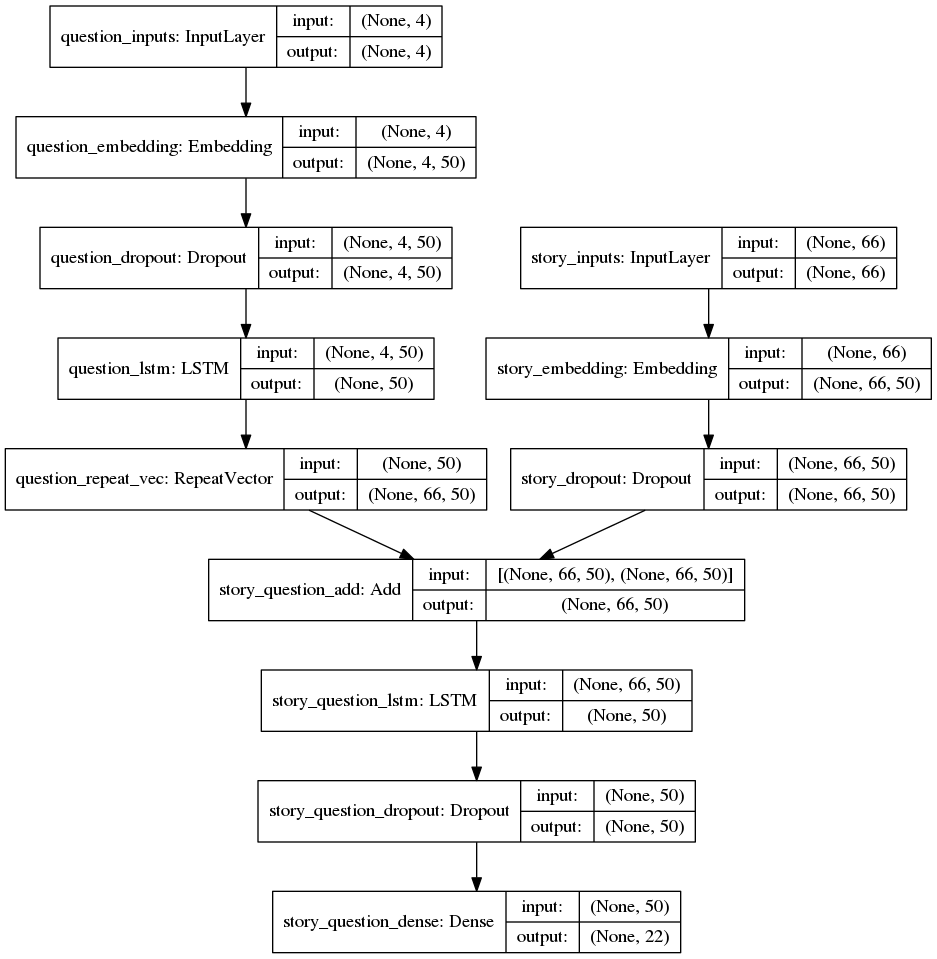 question_inputs: InputLayer
input: (None, 4)
output: (None, 4)
question_embedding: Embedding
input: (None, 4)
output: (None, 4, 50)
question_dropout: Dropout
input: (None, 4, 50)
output: (None, 4, 50)
story_inputs: InputLayer
input: (None, 66)
output: (None, 66)
question_lstm: LSTM
input: (None, 4, 50)
output: (None, 50)
story_embedding: Embedding
input: (None, 66)
output: (None, 66, 50)
question_repeat_vec: RepeatVector
input: (None, 50)
output: (None, 66, 50)
story_dropout: Dropout
input: (None, 66, 50)
output: (None, 66, 50)
story_question_add: Add
input: [(None, 66, 50), (None, 66, 50)]
output: (None, 66, 50)
story_question_lstm: LSTM
input: (None, 66, 50)
output: (None, 50)
story_question_dropout: Dropout
input: (None, 50)
output: (None, 50)
story_question_dense: Dense
input: (None, 50)
output: (None, 22)